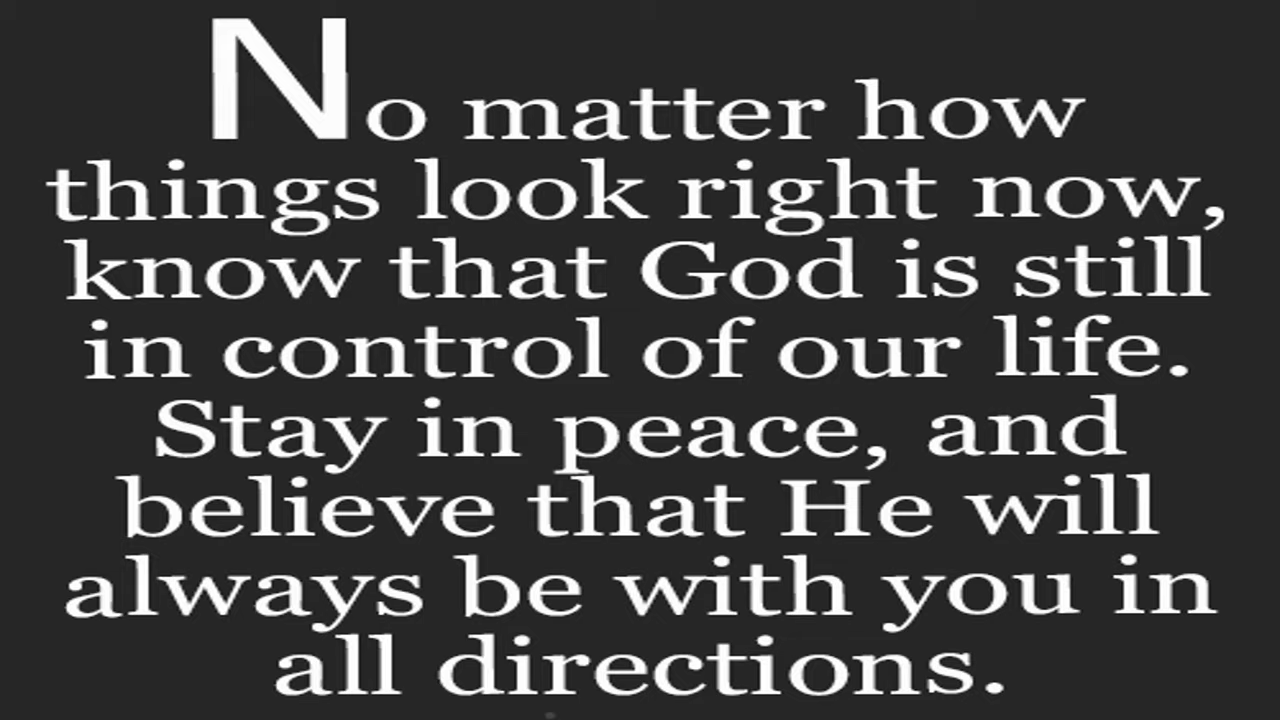 No matter how
things look right now,
know that God is still
in control of our life.
Stay in peace, and
believe that He will
always be with you in
all directions.